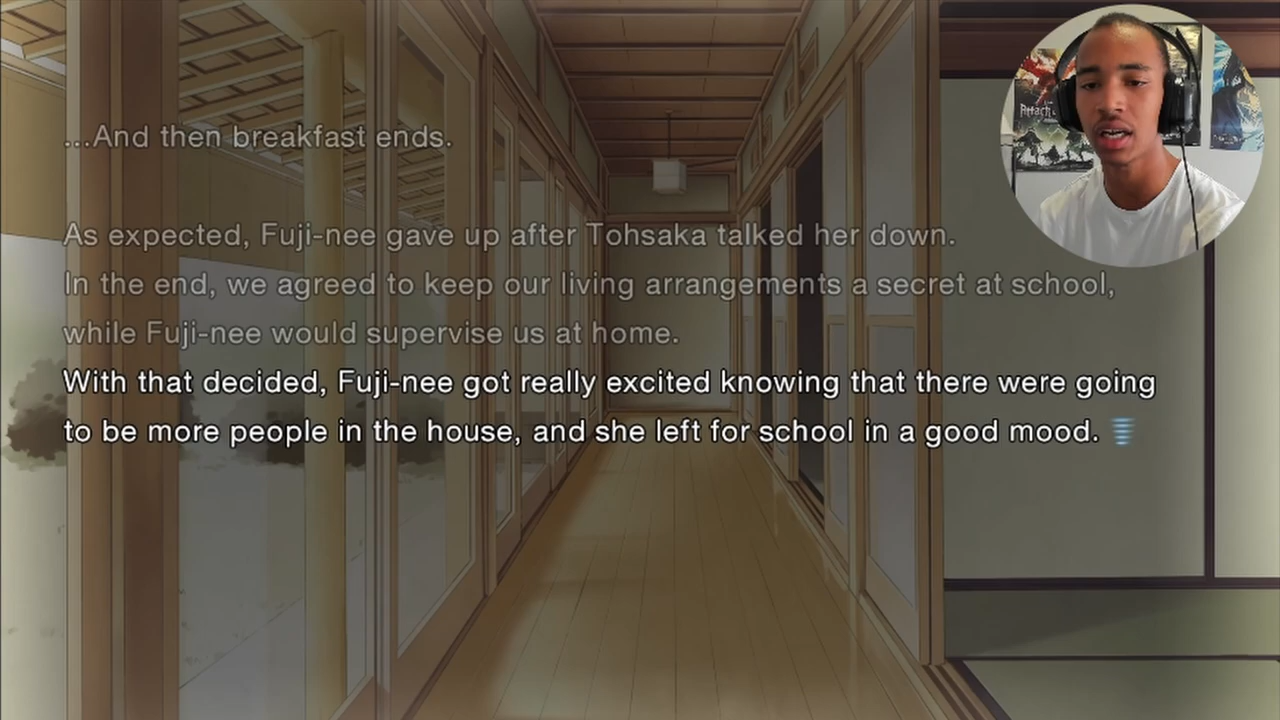 ...And then breakfast ends.
As expected, Fuji-nee gave up after Tohsaka talked her down.
In the end, we agreed to keep our living arrangements a secret at school,
while Fuji-nee would supervise us at home.
With that decided, Fuji-nee got really excited knowing that there were going
to be more people in the house, and she left for school in a good mood.
Attack